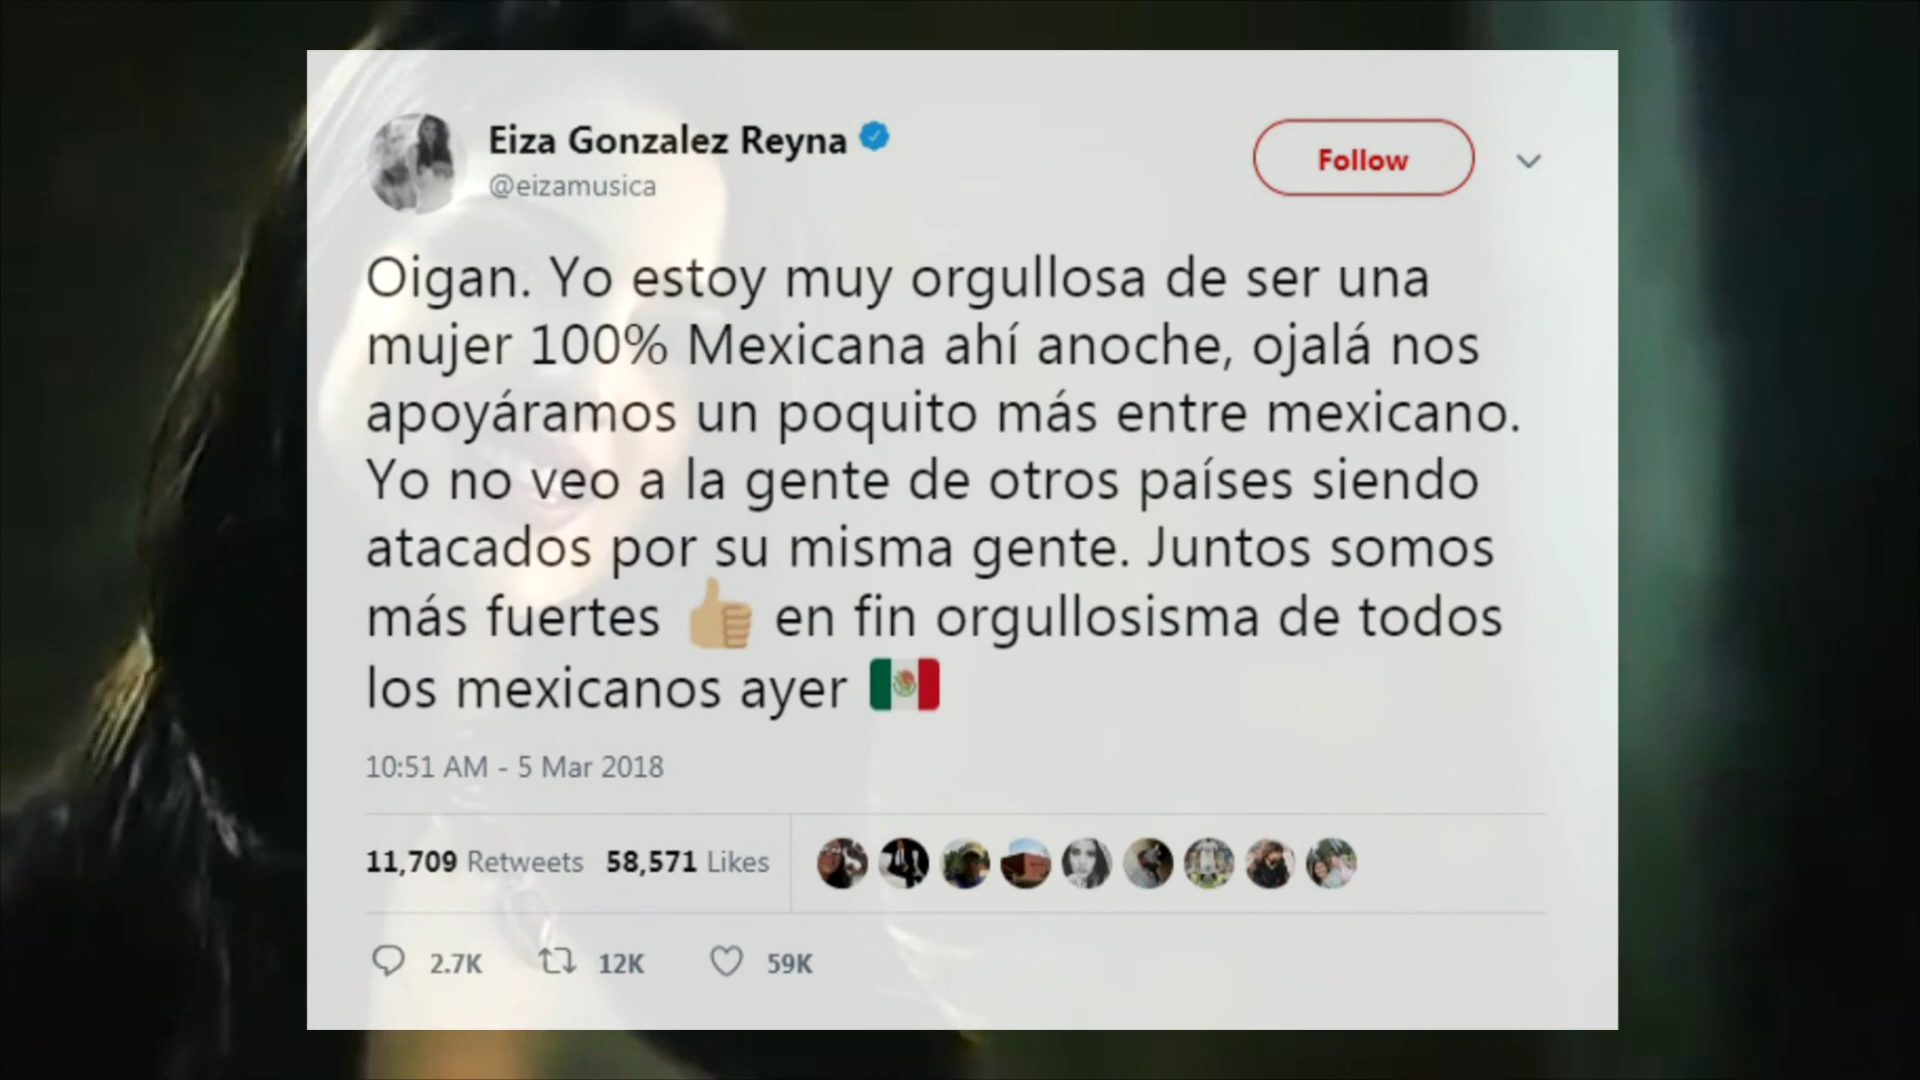 Eiza Gonzalez Reyna
@eizamusica
Follow
Oigan. Yo estoy muy orgullosa de ser una
mujer 100% Mexicana ahí anoche, ojalá nos
apoyáramos un poquito más entre mexicano.
Yo no veo a la gente de otros países siendo
atacados por su misma gente. Juntos somos
más fuertes 👍🏼 en fin orgullosisma de todos
los mexicanos ayer 🇲🇽
10:51 AM - 5 Mar 2018
11,709 Retweets 58,571 Likes
2.7K 12K 59K